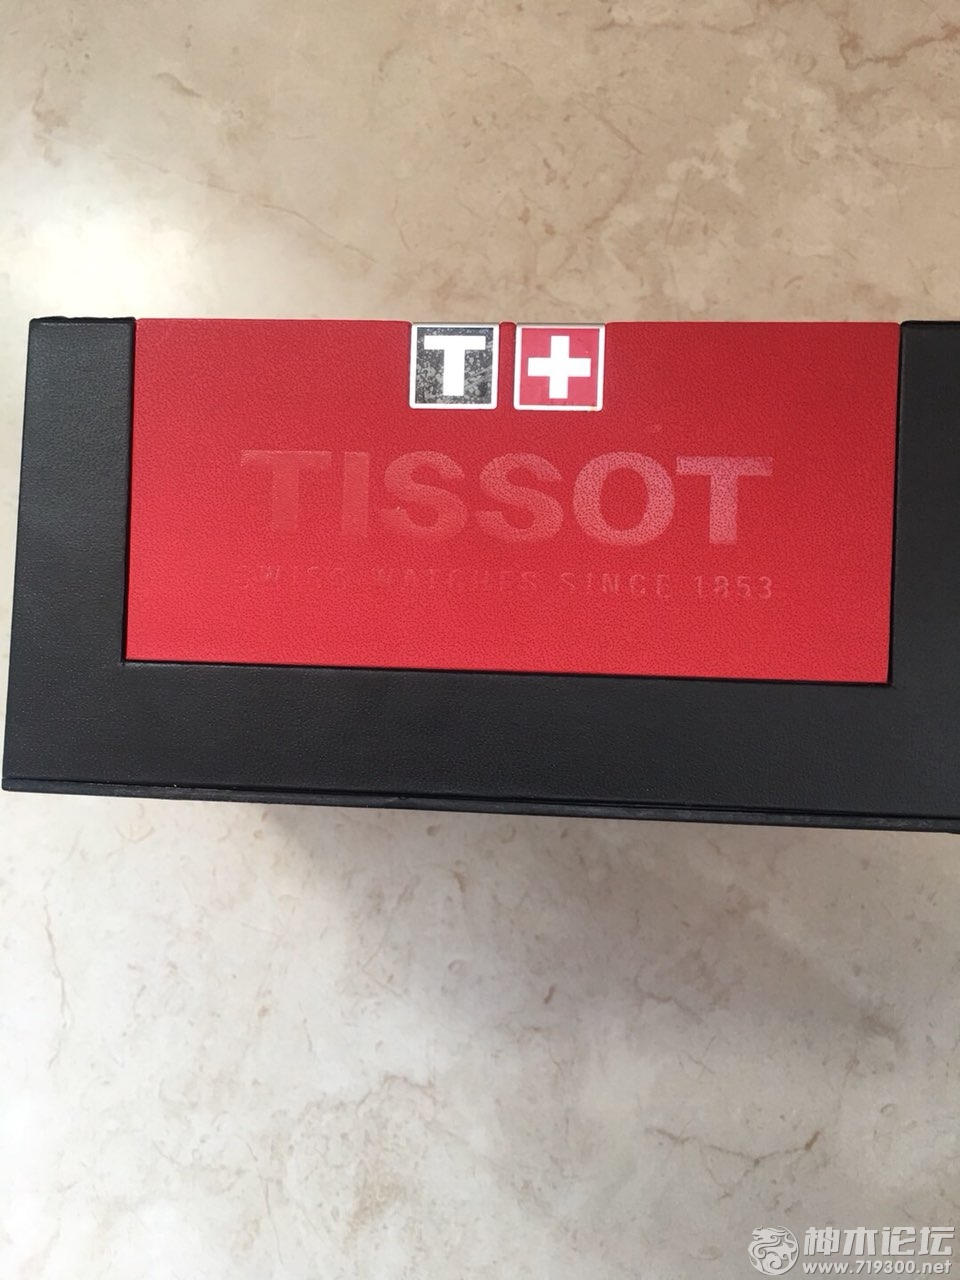 T
TISSOT
SWISS WATCHES SINCE 1853
神木论坛
www.719300.net